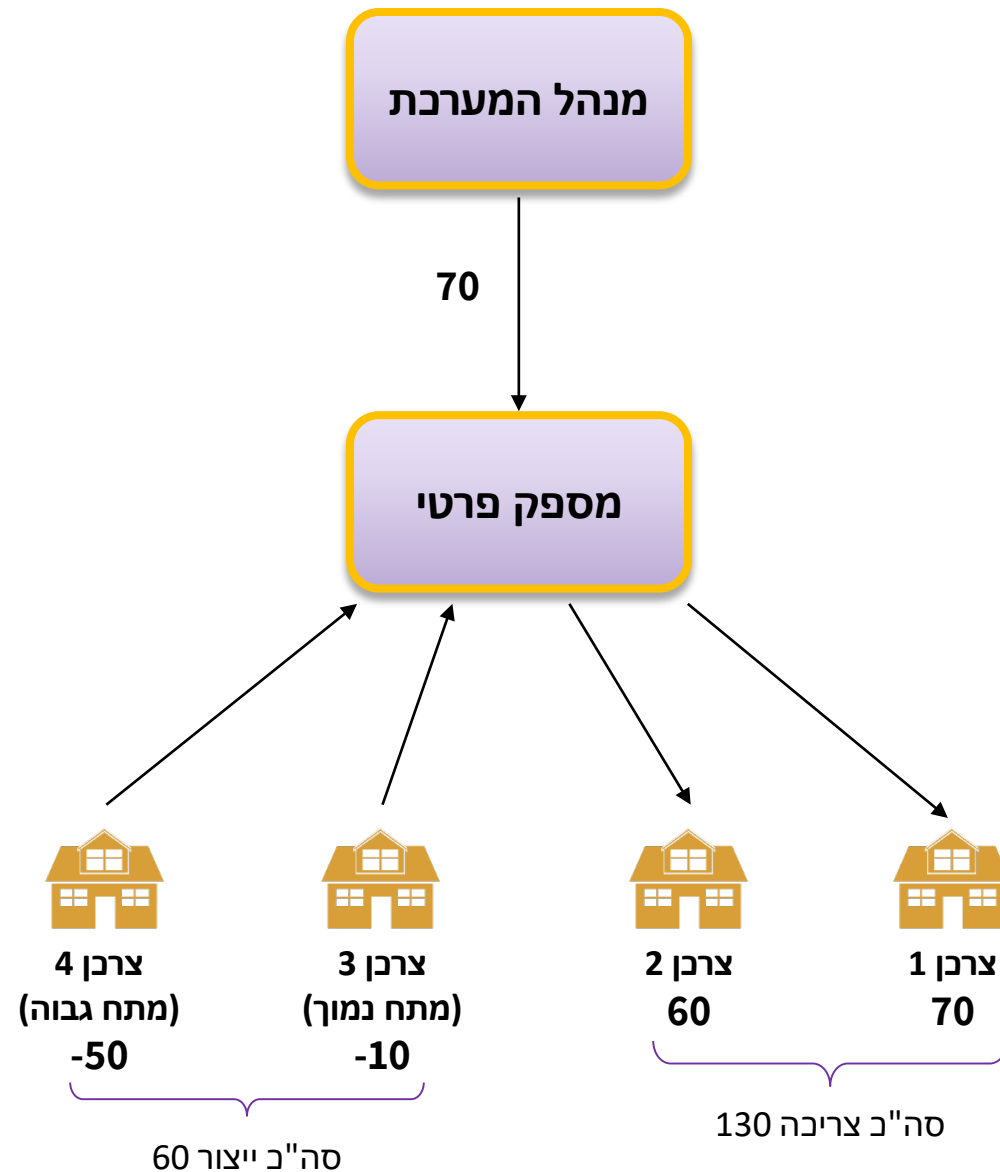 מנהל המערכת
70
מספק פרטי
צרכן 1
70
צרכן 2
60
צרכן 3
(מתח נמוך)
-10
צרכן 4
(מתח גבוה)
-50
סה"כ צריכה 130
סה"כ ייצור 60